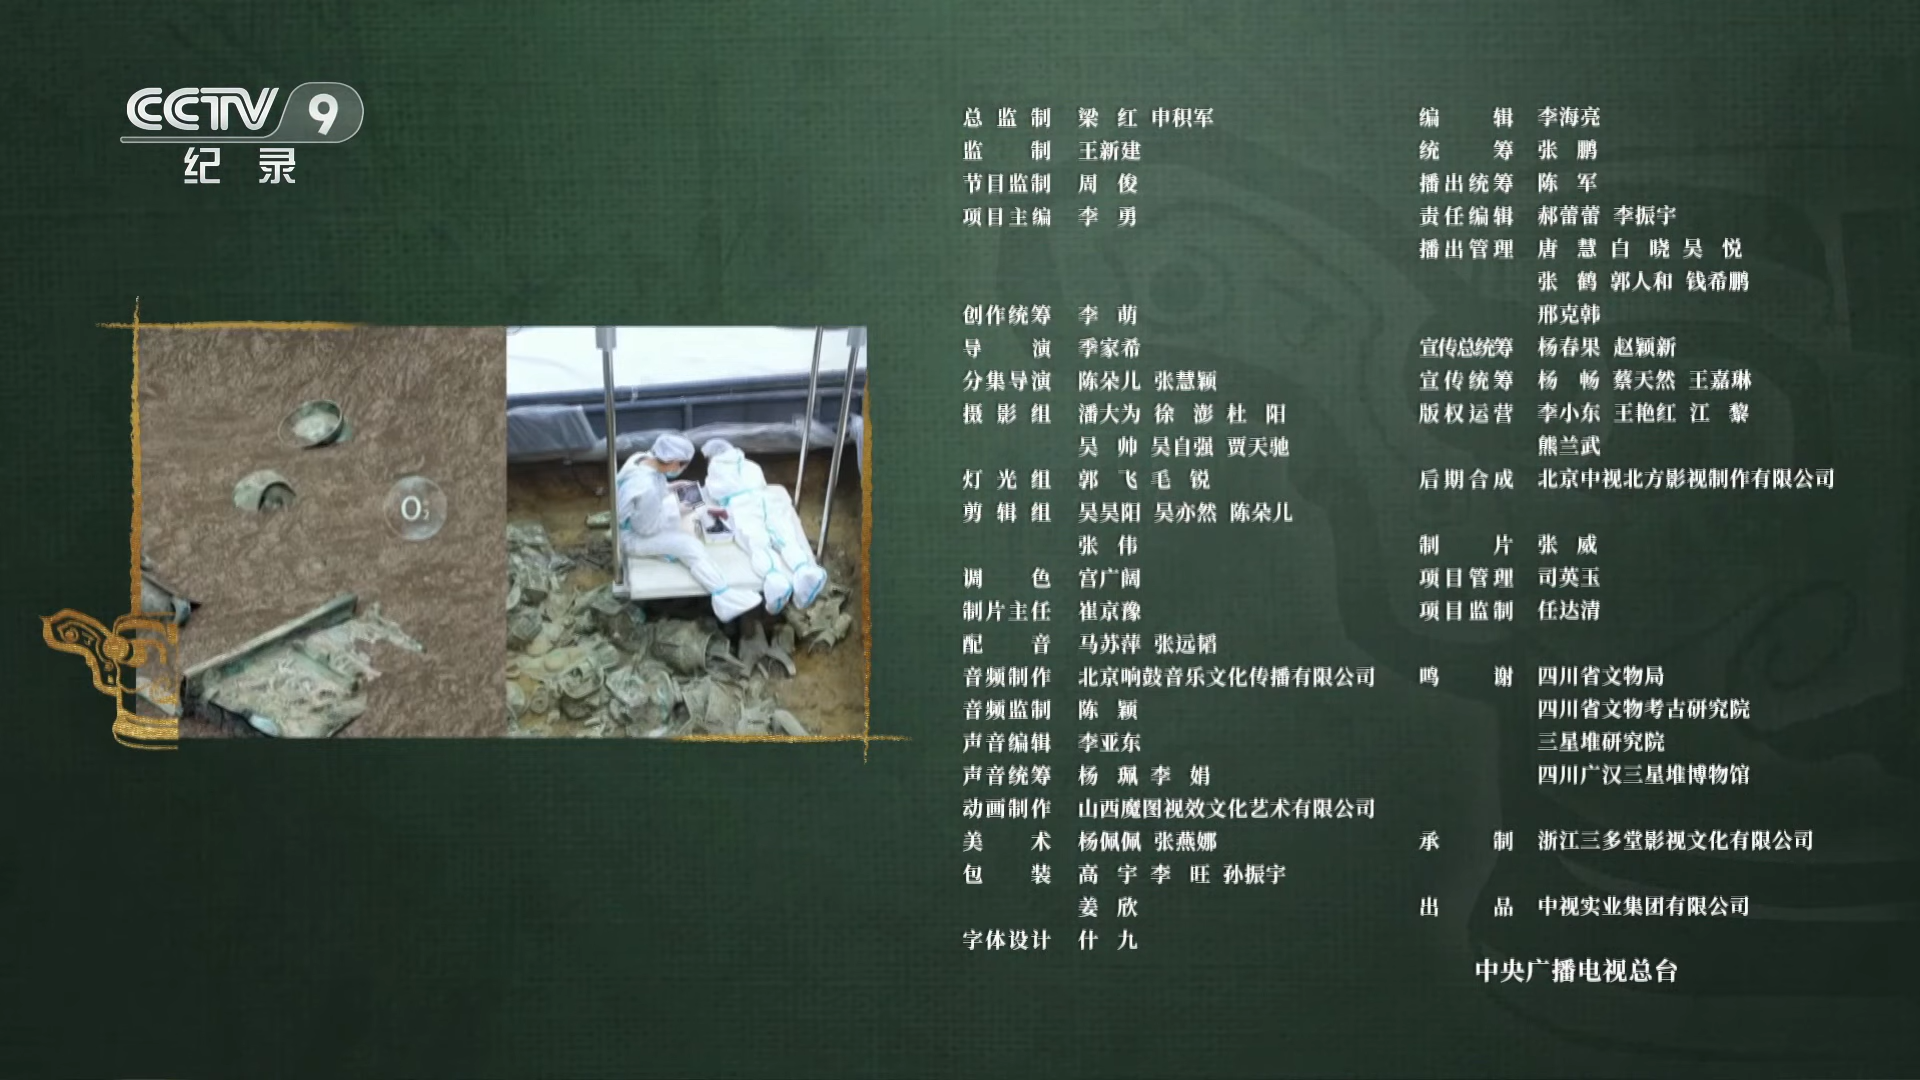 CCTV 9
纪 录
O₂
总监制 梁 红 申积军
监 制 王新建
节目监制 周 俊
项目主编 李 勇
创作统筹 李 萌
导 演 季家希
分集导演 陈朵儿 张慧颖
摄影组 潘大为 徐 澎 杜 阳
吴 帅 吴自强 贾天驰
灯光组 郭 飞 毛 锐
剪辑组 吴昊阳 吴亦然 陈朵儿
张 伟
调 色 宫广阔
制片主任 崔京豫
配 音 马苏萍 张远韬
音频制作 北京响鼓音乐文化传播有限公司
音频监制 陈 颖
声音编辑 李亚东
声音统筹 杨 珮 李 娟
动画制作 山西魔图视效文化艺术有限公司
美 术 杨佩佩 张燕娜
包 装 高 宇 李 旺 孙振宇
姜 欣
字体设计 什 九
编 辑 李海亮
统 筹 张 鹏
播出统筹 陈 军
责任编辑 郝蕾蕾 李振宇
播出管理 唐 慧 白 晓 吴 悦
张 鹤 郭人和 钱希鹏
邢克韩
宣传总统筹 杨春果 赵颖新
宣传统筹 杨 畅 蔡天然 王嘉琳
版权运营 李小东 王艳红 江 黎
熊兰武
后期合成 北京中视北方影视制作有限公司
制 片 张 威
项目管理 司英玉
项目监制 任达清
鸣 谢 四川省文物局
四川省文物考古研究院
三星堆研究院
四川广汉三星堆博物馆
承 制 浙江三多堂影视文化有限公司
出 品 中视实业集团有限公司
中央广播电视总台